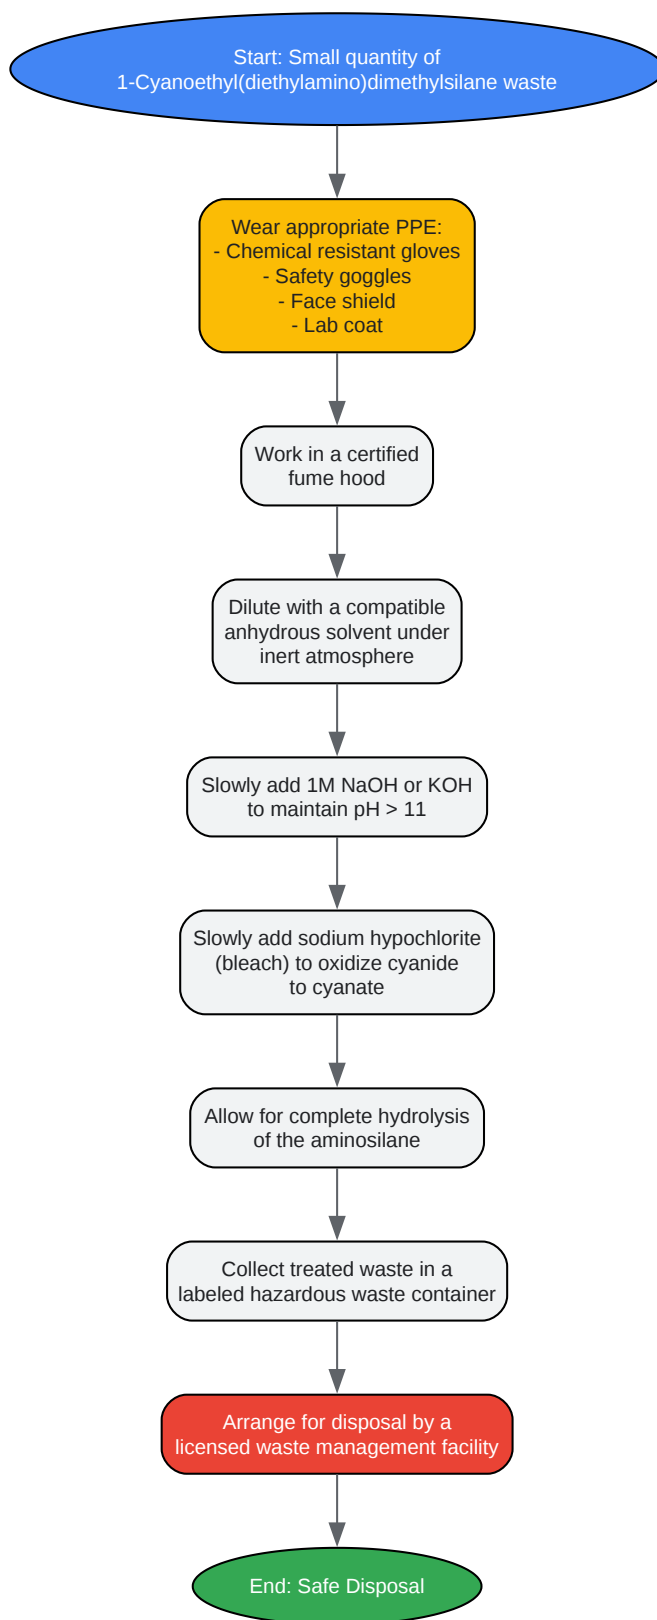 Start: Small quantity of
1-Cyanoethyl(diethylamino)dimethylsilane waste
Wear appropriate PPE:
- Chemical resistant gloves
- Safety goggles
- Face shield
- Lab coat
Work in a certified
fume hood
Dilute with a compatible
anhydrous solvent under
inert atmosphere
Slowly add 1M NaOH or KOH
to maintain pH > 11
Slowly add sodium hypochlorite
(bleach) to oxidize cyanide
to cyanate
Allow for complete hydrolysis
of the aminosilane
Collect treated waste in a
labeled hazardous waste container
Arrange for disposal by a
licensed waste management facility
End: Safe Disposal